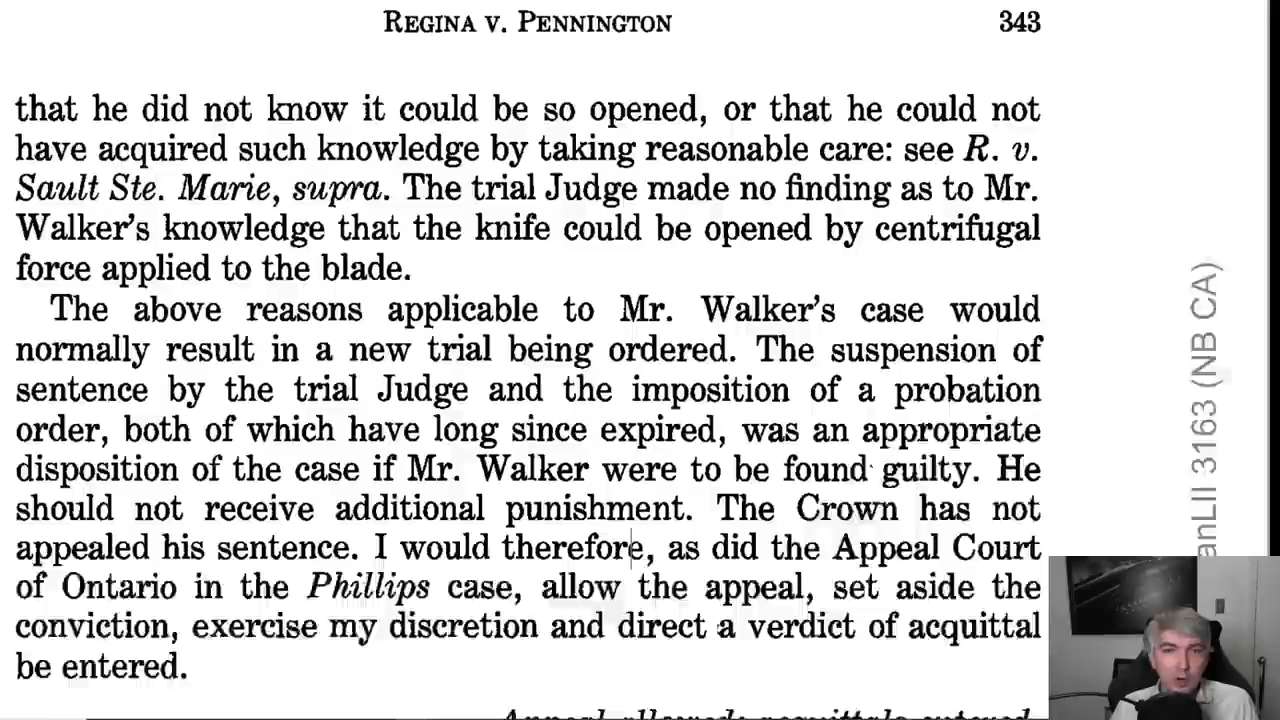 REGINA V. PENNINGTON 343
that he did not know it could be so opened, or that he could not
have acquired such knowledge by taking reasonable care: see R. v.
Sault Ste. Marie, supra. The trial Judge made no finding as to Mr.
Walker's knowledge that the knife could be opened by centrifugal
force applied to the blade.
The above reasons applicable to Mr. Walker's case would
normally result in a new trial being ordered. The suspension of
sentence by the trial Judge and the imposition of a probation
order, both of which have long since expired, was an appropriate
disposition of the case if Mr. Walker were to be found guilty. He
should not receive additional punishment. The Crown has not
appealed his sentence. I would therefore, as did the Appeal Court
of Ontario in the Phillips case, allow the appeal, set aside the
conviction, exercise my discretion and direct a verdict of acquittal
be entered.
Appeal allowed; acquittals entered.
anLII 3163 (NB CA)